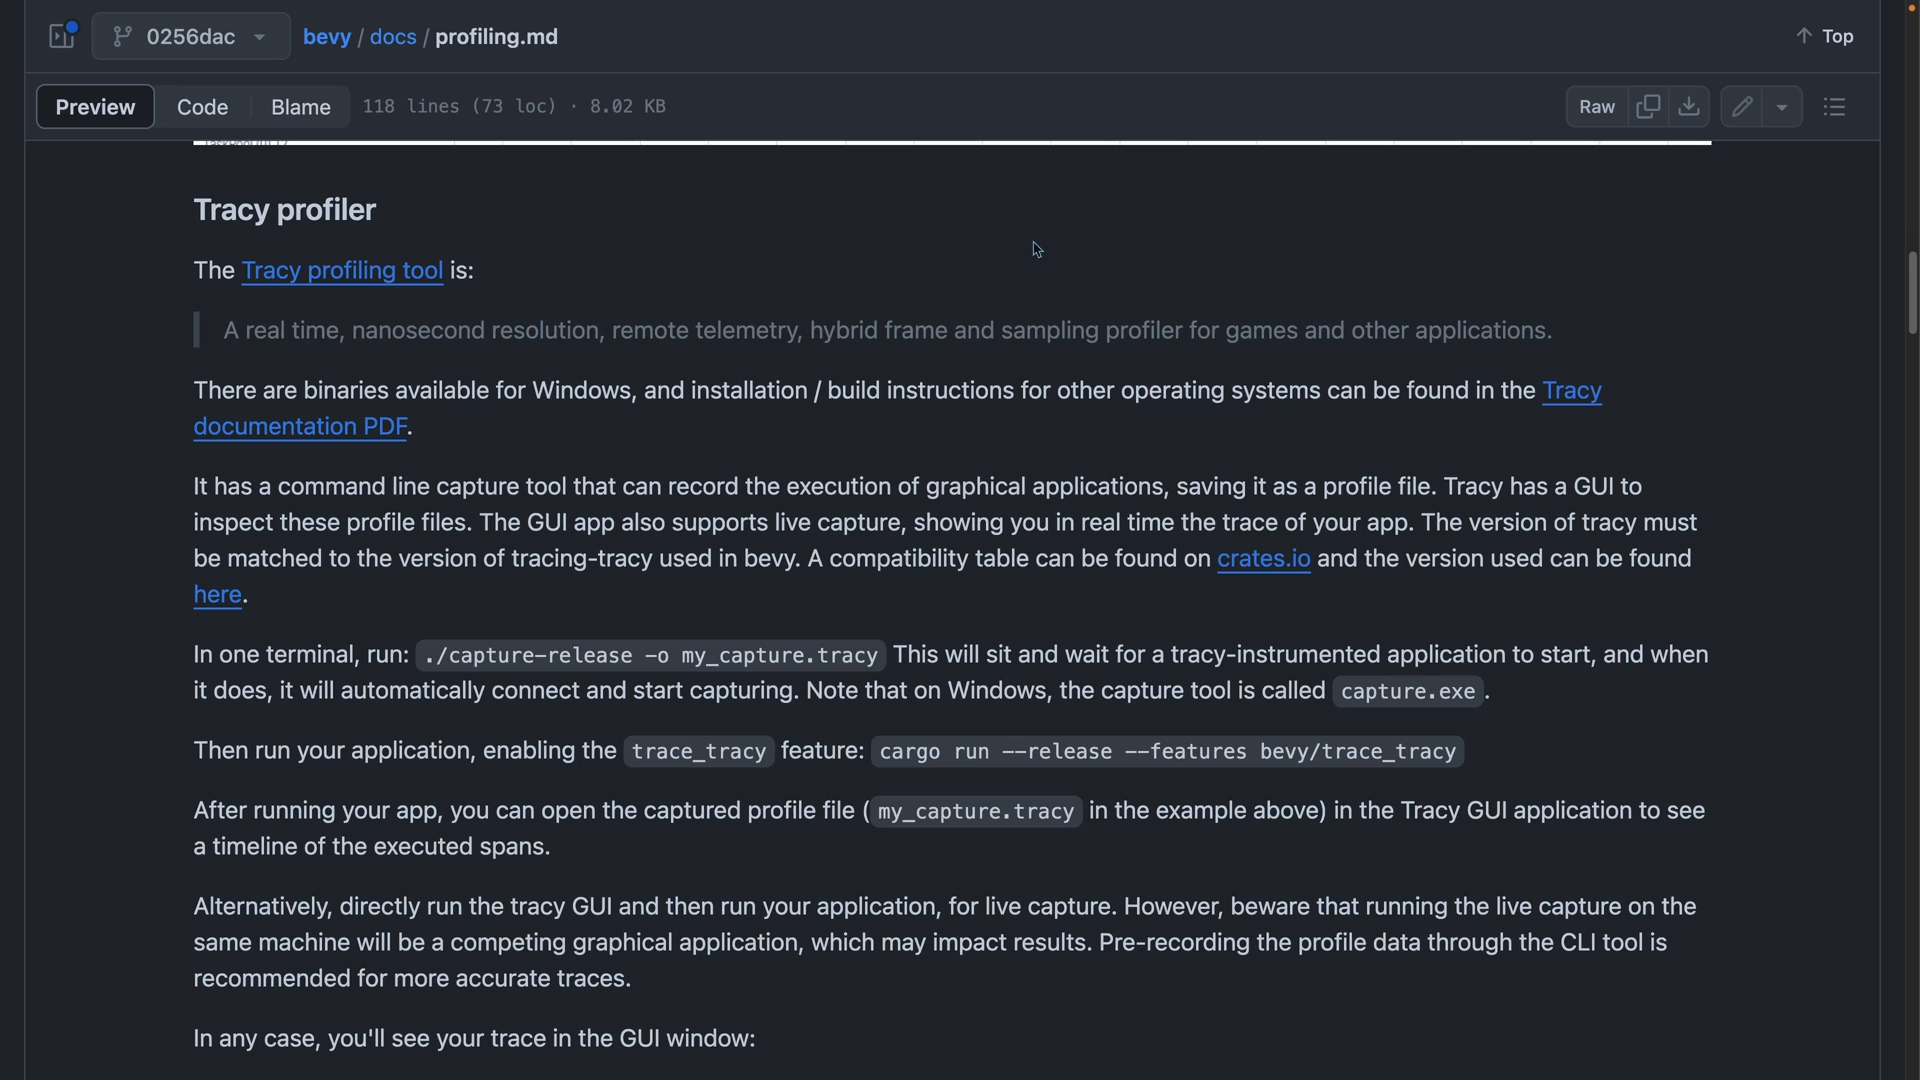 0256dac
bevy / docs / profiling.md
Top
Preview Code Blame 118 lines (73 loc) · 8.02 KB
Raw
Tracy profiler
The Tracy profiling tool is:
A real time, nanosecond resolution, remote telemetry, hybrid frame and sampling profiler for games and other applications.
There are binaries available for Windows, and installation / build instructions for other operating systems can be found in the Tracy
documentation PDF.
It has a command line capture tool that can record the execution of graphical applications, saving it as a profile file. Tracy has a GUI to
inspect these profile files. The GUI app also supports live capture, showing you in real time the trace of your app. The version of tracy must
be matched to the version of tracing-tracy used in bevy. A compatibility table can be found on crates.io and the version used can be found
here.
In one terminal, run: ./capture-release -o my_capture.tracy This will sit and wait for a tracy-instrumented application to start, and when
it does, it will automatically connect and start capturing. Note that on Windows, the capture tool is called capture.exe .
Then run your application, enabling the trace_tracy feature: cargo run --release --features bevy/trace_tracy
After running your app, you can open the captured profile file ( my_capture.tracy in the example above) in the Tracy GUI application to see
a timeline of the executed spans.
Alternatively, directly run the tracy GUI and then run your application, for live capture. However, beware that running the live capture on the
same machine will be a competing graphical application, which may impact results. Pre-recording the profile data through the CLI tool is
recommended for more accurate traces.
In any case, you'll see your trace in the GUI window: